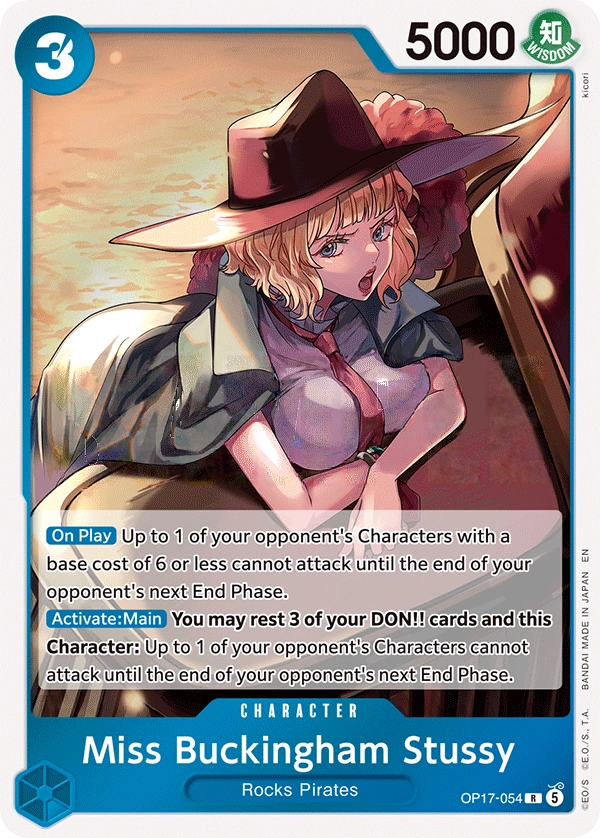 3
5000
知
WISDOM
kicori
On Play Up to 1 of your opponent's Characters with a
base cost of 6 or less cannot attack until the end of your
opponent's next End Phase.
Activate:Main You may rest 3 of your DON!! cards and this
Character: Up to 1 of your opponent's Characters cannot
attack until the end of your opponent's next End Phase.
©EO/S ©E.O./S., T.A. BANDAI MADE IN JAPAN EN
CHARACTER
Miss Buckingham Stussy
Rocks Pirates
OP17-054 R 5